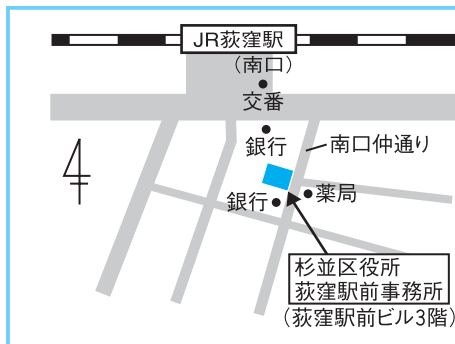 JR荻窪駅
(南口)
交番
銀行
南口仲通り
銀行
薬局
杉並区役所
荻窪駅前事務所
(荻窪駅前ビル3階)